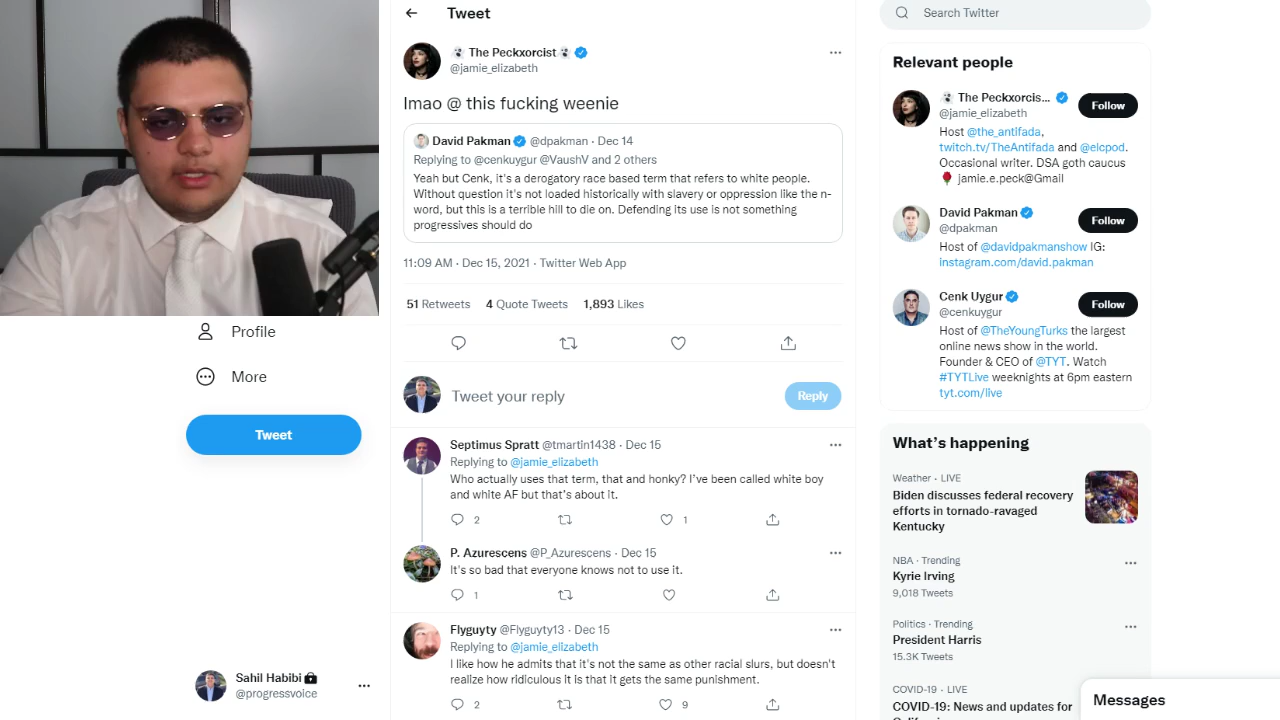 Tweet
The Peckxorcist
@jamie_elizabeth
lmao @ this fucking weenie
David Pakman @dpakman · Dec 14
Replying to @cenkuygur @VaushV and 2 others
Yeah but Cenk, it's a derogatory race based term that refers to white people.
Without question it's not loaded historically with slavery or oppression like the n-
word, but this is a terrible hill to die on. Defending its use is not something
progressives should do
11:09 AM · Dec 15, 2021 · Twitter Web App
51 Retweets 4 Quote Tweets 1,893 Likes
Tweet your reply
Reply
Septimus Spratt @tmartin1438 · Dec 15
Replying to @jamie_elizabeth
Who actually uses that term, that and honky? I've been called white boy
and white AF but that's about it.
2 1
P. Azurescens @P_Azurescens · Dec 15
It's so bad that everyone knows not to use it.
1
Flyguyty @Flyguyty13 · Dec 15
Replying to @jamie_elizabeth
I like how he admits that it's not the same as other racial slurs, but doesn't
realize how ridiculous it is that it gets the same punishment.
2 9
Profile
More
Tweet
Sahil Habibi
@progressvoice
Search Twitter
Relevant people
The Peckxorcis...
@jamie_elizabeth
Follow
Host @the_antifada,
twitch.tv/TheAntifada and @elcpod.
Occasional writer. DSA goth caucus
jamie.e.peck@Gmail
David Pakman
@dpakman
Follow
Host of @davidpakmanshow IG:
instagram.com/david.pakman
Cenk Uygur
@cenkuygur
Follow
Host of @TheYoungTurks the largest
online news show in the world.
Founder & CEO of @TYT. Watch
#TYTLive weeknights at 6pm eastern
tyt.com/live
What's happening
Weather · LIVE
Biden discusses federal recovery
efforts in tornado-ravaged
Kentucky
NBA · Trending
Kyrie Irving
9,018 Tweets
Politics · Trending
President Harris
15.3K Tweets
COVID-19 · LIVE
COVID-19: News and updates for
Messages